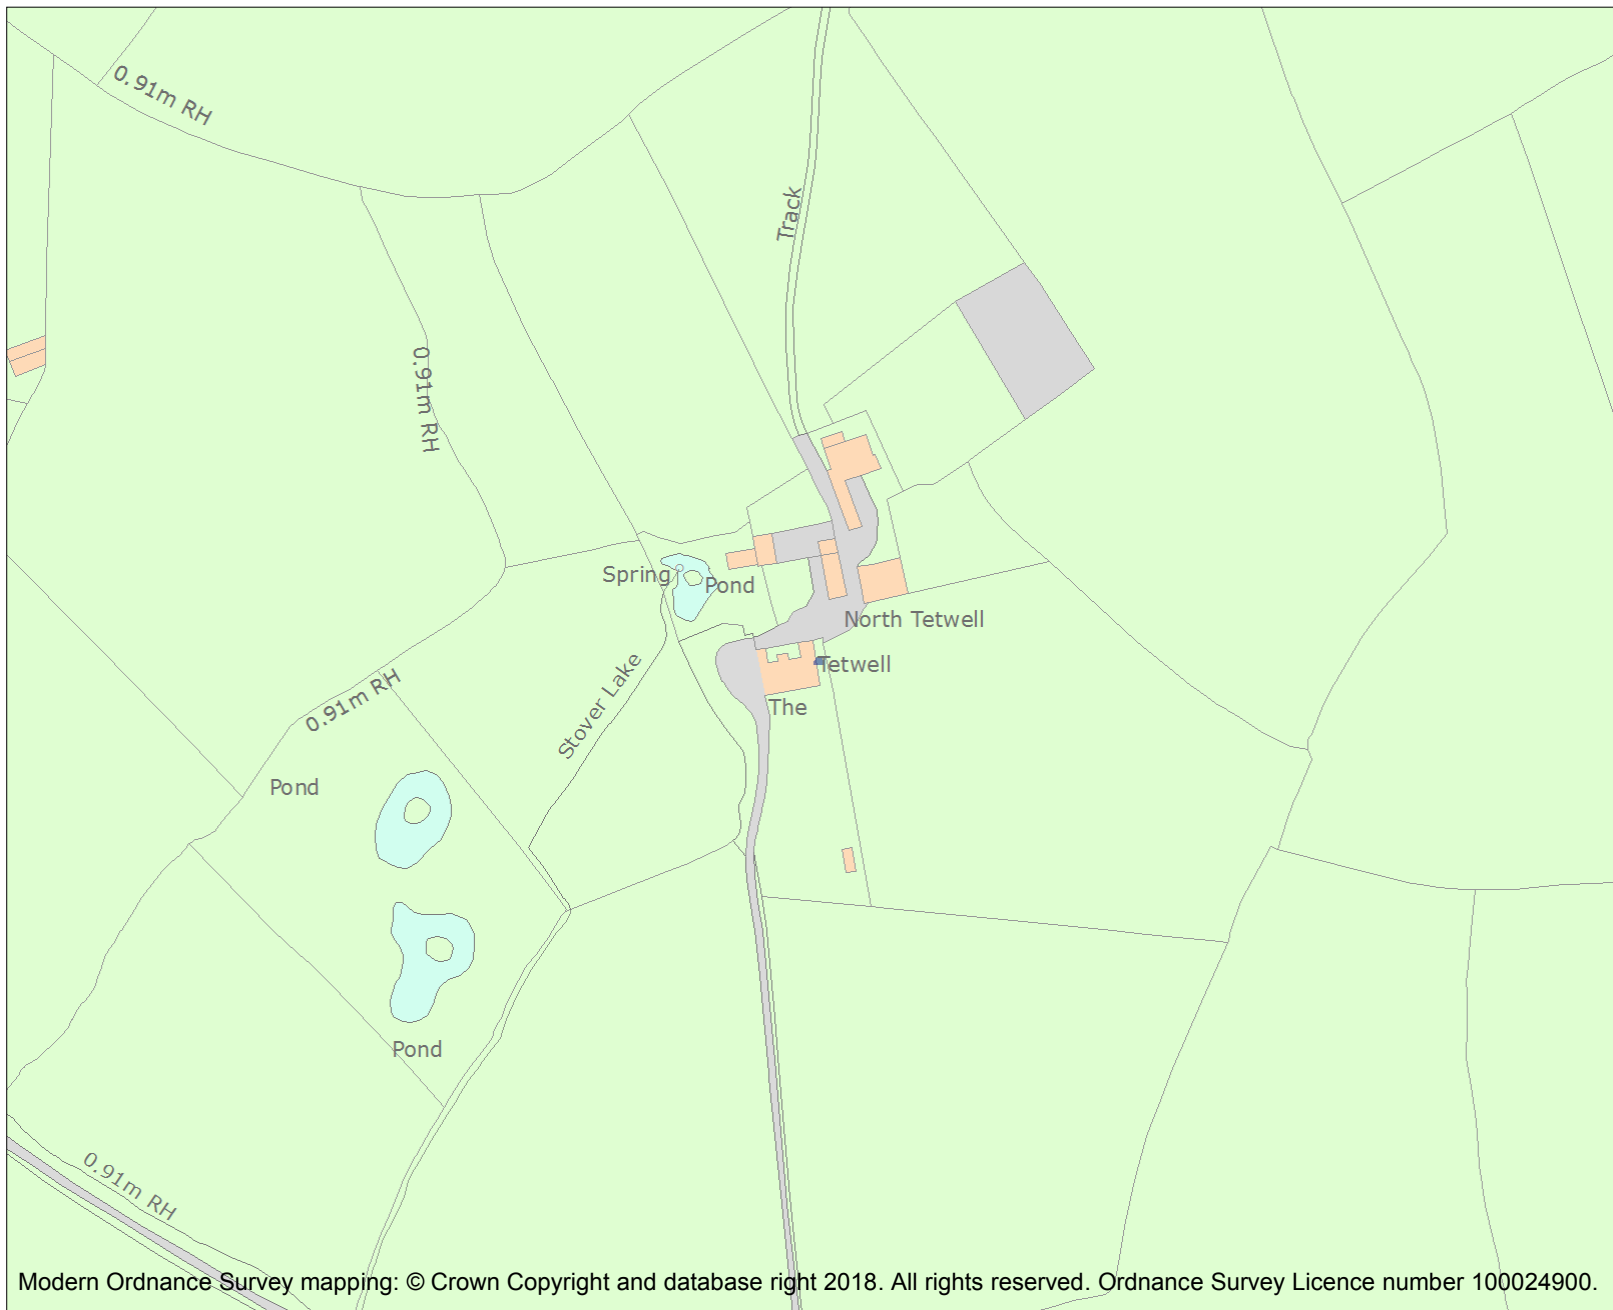 0.91m RH
Track
0.91m RH
Spring
Pond
North Tetwell
Tetwell
The
Stover Lake
0.91m RH
Pond
Pond
0.91m RH
Modern Ordnance Survey mapping: © Crown Copyright and database right 2018. All rights reserved. Ordnance Survey Licence number 100024900.